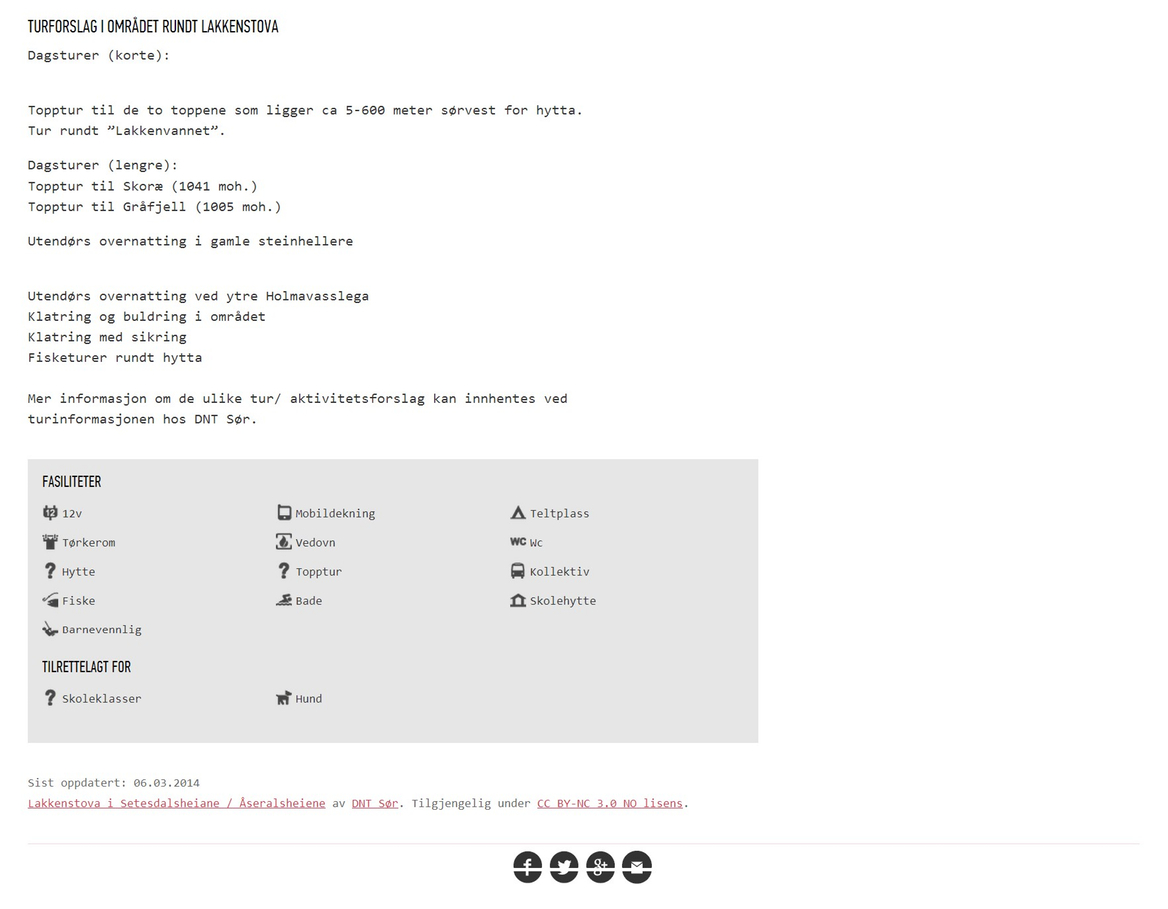 TURFORSLAG I OMRÅDET RUNDT LAKKENSTOVA
Dagsturer (korte):
Topptur til de to toppene som ligger ca 5-600 meter sørvest for hytta.
Tur rundt ”Lakkenvannet”.
Dagsturer (lengre):
Topptur til Skoræ (1041 moh.)
Topptur til Gråfjell (1005 moh.)
Utendørs overnatting i gamle steinhellere
Utendørs overnatting ved ytre Holmavasslega
Klatring og buldring i området
Klatring med sikring
Fisketurer rundt hytta
Mer informasjon om de ulike tur/ aktivitetsforslag kan innhentes ved
turinformasjonen hos DNT Sør.
FASILITETER
12 12v
Mobildekning
Teltplass
Tørkerom
Vedovn
WC Wc
? Hytte
? Topptur
Kollektiv
Fiske
Bade
Skolehytte
Barnevennlig
TILRETTELAGT FOR
? Skoleklasser
Hund
Sist oppdatert: 06.03.2014
Lakkenstova i Setesdalsheiane / Åseralsheiene av DNT Sør. Tilgjengelig under CC BY-NC 3.0 NO lisens.
f g+